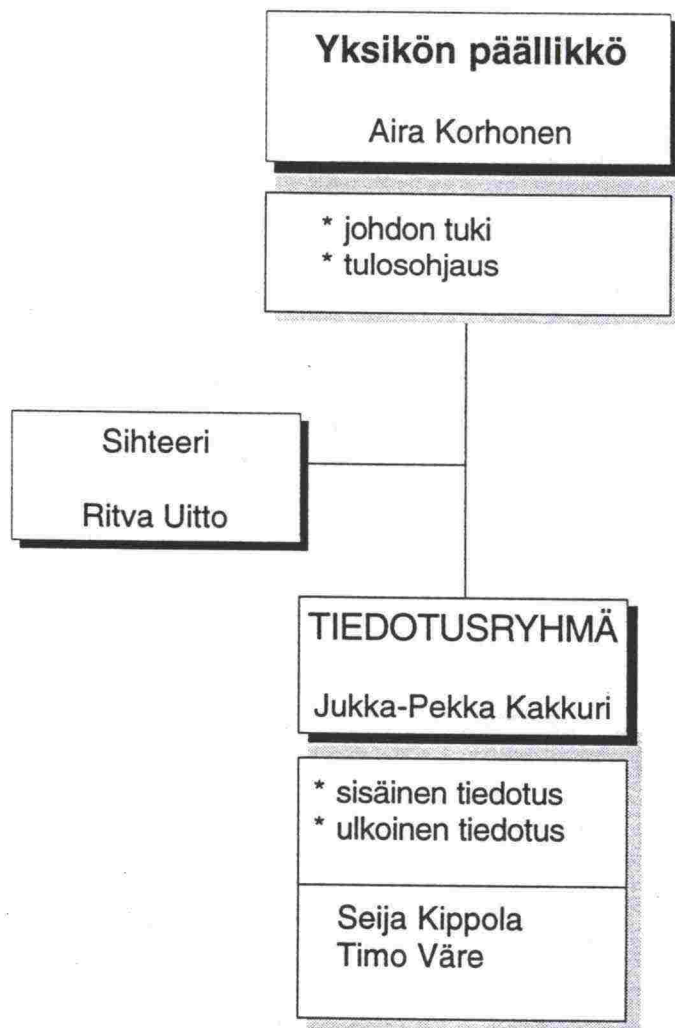 Yksikön päällikkö
Aira Korhonen
* johdon tuki
* tulosohjaus
Sihteeri
Ritva Uitto
TIEDOTUSRYHMÄ
Jukka-Pekka Kakkuri
* sisäinen tiedotus
* ulkoinen tiedotus
Seija Kippola
Timo Väre